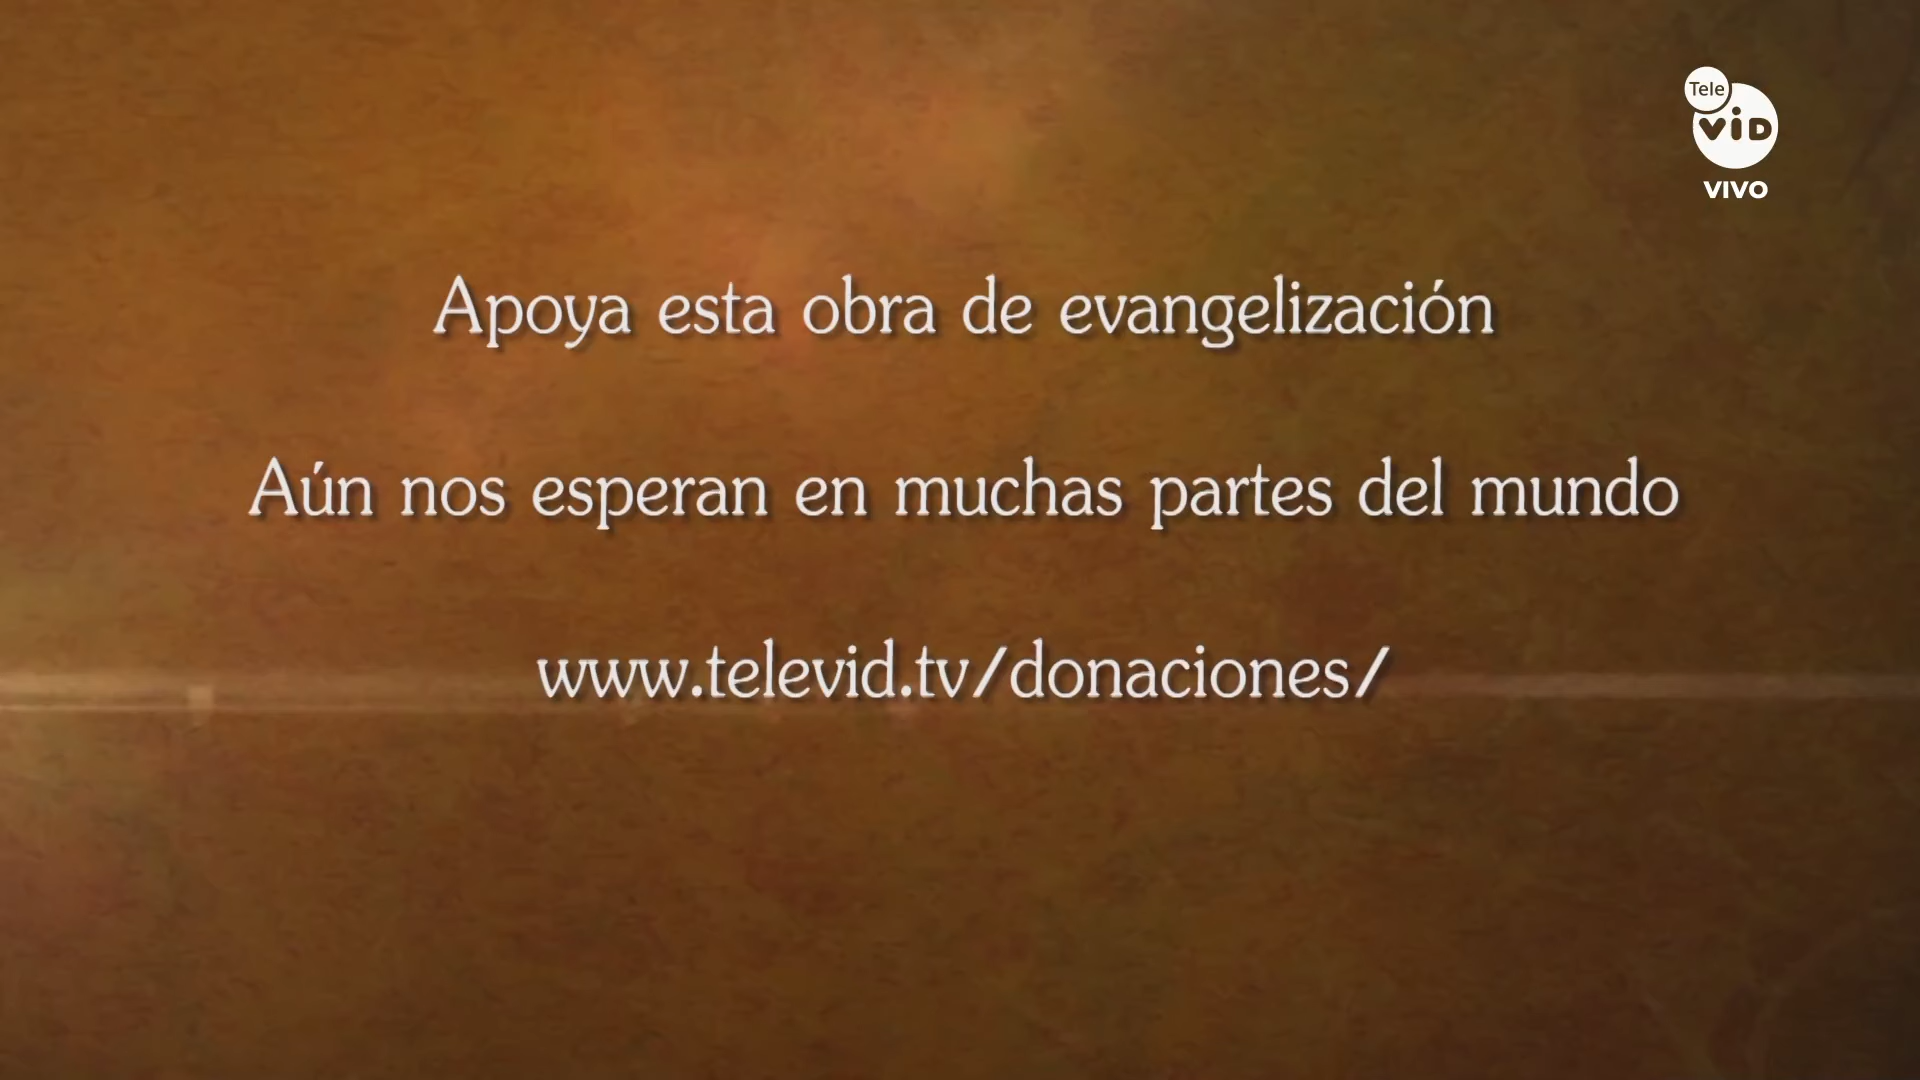 Tele
ViD
VIVO
Apoya esta obra de evangelización
Aún nos esperan en muchas partes del mundo
www.televid.tv/donaciones/